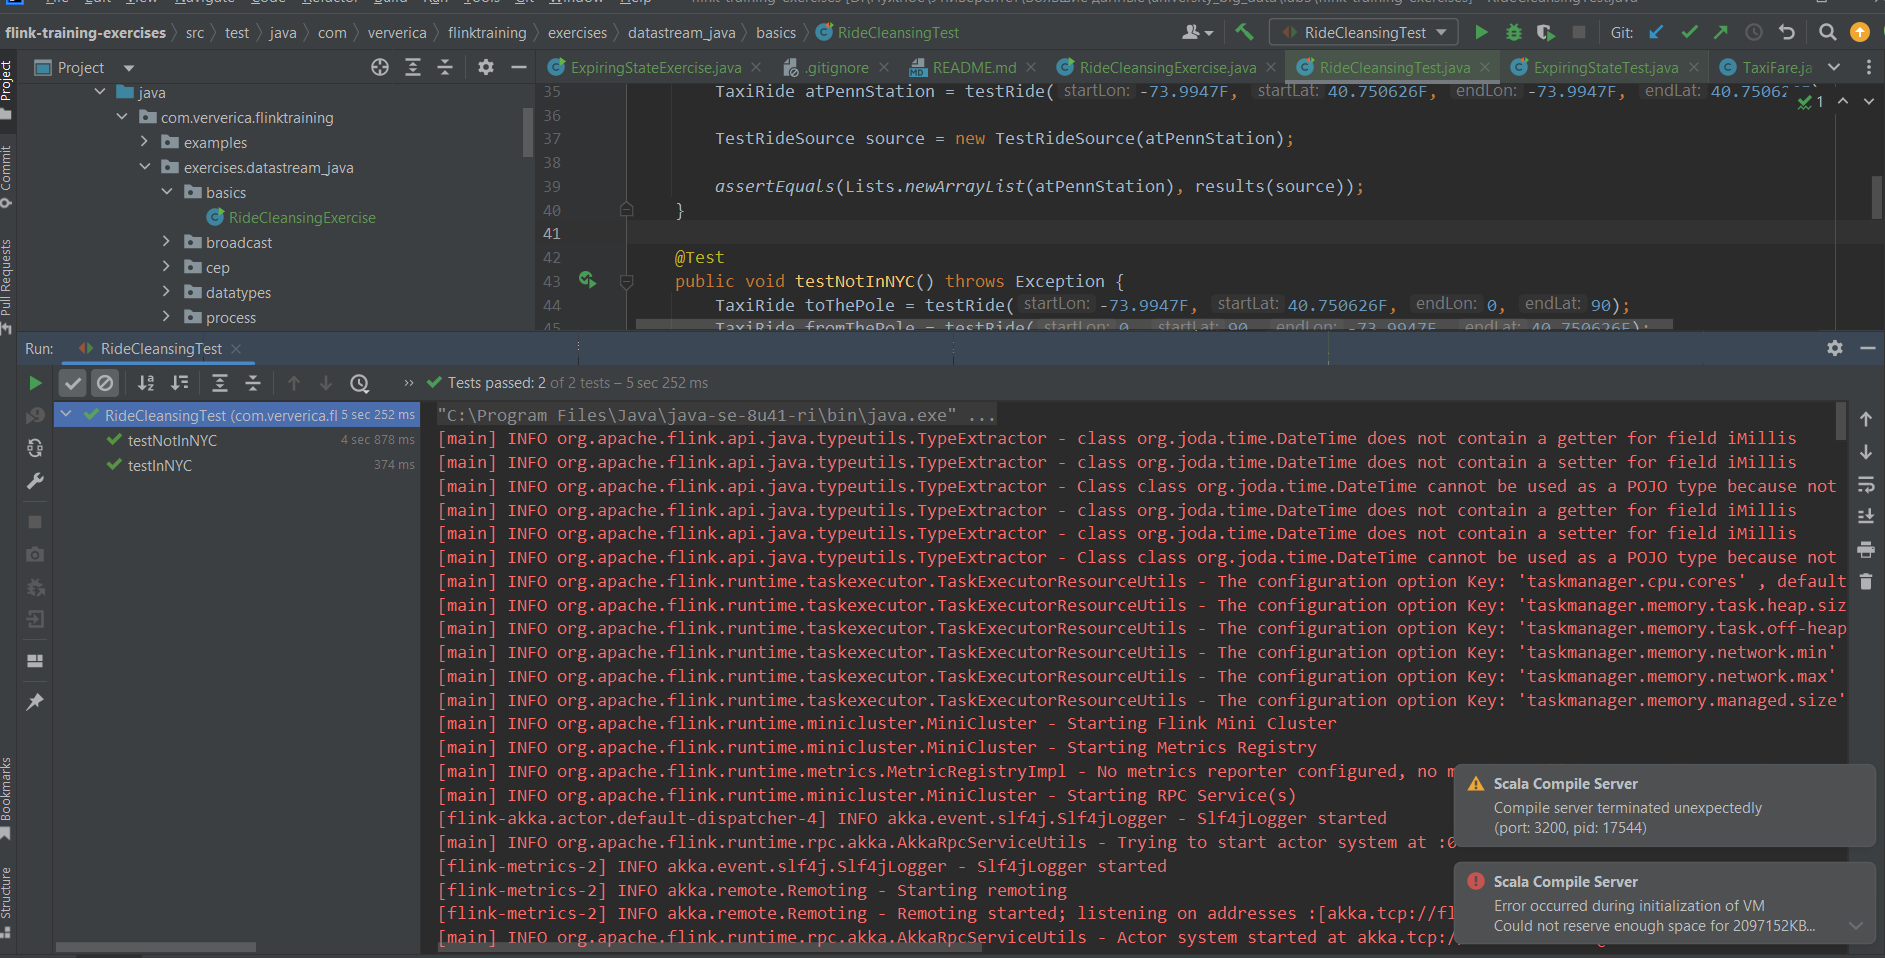 flink-training-exercises src test java com ververica flinktraining exercises datastream_java basics RideCleansingTest RideCleansingTest Git:
Project ExpiringStateExercise.java .gitignore README.md RideCleansingExercise.java RideCleansingTest.java ExpiringStateTest.java TaxiFare.ja
java
com.ververica.flinktraining
examples
exercises.datastream_java
basics
RideCleansingExercise
broadcast
cep
datatypes
process
Project
Commit
Pull Requests
Bookmarks
Structure
35 TaxiRide atPennStation = testRide( startLon: -73.9947F, startLat: 40.750626F, endLon: -73.9947F, endLat: 40.75062
1
36
37 TestRideSource source = new TestRideSource(atPennStation);
38
39 assertEquals(Lists.newArrayList(atPennStation), results(source));
40 }
41
42 @Test
43 public void testNotInNYC() throws Exception {
44 TaxiRide toThePole = testRide( startLon: -73.9947F, startLat: 40.750626F, endLon: 0, endLat: 90);
45 TaxiRide fromThePole = testRide( startLon: 0, startLat: 90, endLon: -73.9947F, endLat: 40.750626F);
Run: RideCleansingTest
Tests passed: 2 of 2 tests – 5 sec 252 ms
RideCleansingTest (com.ververica.fl 5 sec 252 ms
testNotInNYC 4 sec 878 ms
testInNYC 374 ms
"C:\Program Files\Java\java-se-8u41-ri\bin\java.exe" ...
[main] INFO org.apache.flink.api.java.typeutils.TypeExtractor - class org.joda.time.DateTime does not contain a getter for field iMillis
[main] INFO org.apache.flink.api.java.typeutils.TypeExtractor - class org.joda.time.DateTime does not contain a setter for field iMillis
[main] INFO org.apache.flink.api.java.typeutils.TypeExtractor - Class class org.joda.time.DateTime cannot be used as a POJO type because not
[main] INFO org.apache.flink.api.java.typeutils.TypeExtractor - class org.joda.time.DateTime does not contain a getter for field iMillis
[main] INFO org.apache.flink.api.java.typeutils.TypeExtractor - class org.joda.time.DateTime does not contain a setter for field iMillis
[main] INFO org.apache.flink.api.java.typeutils.TypeExtractor - Class class org.joda.time.DateTime cannot be used as a POJO type because not
[main] INFO org.apache.flink.runtime.taskexecutor.TaskExecutorResourceUtils - The configuration option Key: 'taskmanager.cpu.cores' , default
[main] INFO org.apache.flink.runtime.taskexecutor.TaskExecutorResourceUtils - The configuration option Key: 'taskmanager.memory.task.heap.siz
[main] INFO org.apache.flink.runtime.taskexecutor.TaskExecutorResourceUtils - The configuration option Key: 'taskmanager.memory.task.off-heap
[main] INFO org.apache.flink.runtime.taskexecutor.TaskExecutorResourceUtils - The configuration option Key: 'taskmanager.memory.network.min'
[main] INFO org.apache.flink.runtime.taskexecutor.TaskExecutorResourceUtils - The configuration option Key: 'taskmanager.memory.network.max'
[main] INFO org.apache.flink.runtime.taskexecutor.TaskExecutorResourceUtils - The configuration option Key: 'taskmanager.memory.managed.size'
[main] INFO org.apache.flink.runtime.minicluster.MiniCluster - Starting Flink Mini Cluster
[main] INFO org.apache.flink.runtime.minicluster.MiniCluster - Starting Metrics Registry
[main] INFO org.apache.flink.runtime.metrics.MetricRegistryImpl - No metrics reporter configured, no m
[main] INFO org.apache.flink.runtime.minicluster.MiniCluster - Starting RPC Service(s)
[flink-akka.actor.default-dispatcher-4] INFO akka.event.slf4j.Slf4jLogger - Slf4jLogger started
[main] INFO org.apache.flink.runtime.rpc.akka.AkkaRpcServiceUtils - Trying to start actor system at :0
[flink-metrics-2] INFO akka.event.slf4j.Slf4jLogger - Slf4jLogger started
[flink-metrics-2] INFO akka.remote.Remoting - Starting remoting
[flink-metrics-2] INFO akka.remote.Remoting - Remoting started; listening on addresses :[akka.tcp://fl
[main] INFO org.apache.flink.runtime.rpc.akka.AkkaRpcServiceUtils - Actor system started at akka.tcp:/
Scala Compile Server
Compile server terminated unexpectedly
(port: 3200, pid: 17544)
Scala Compile Server
Error occurred during initialization of VM
Could not reserve enough space for 2097152KB...